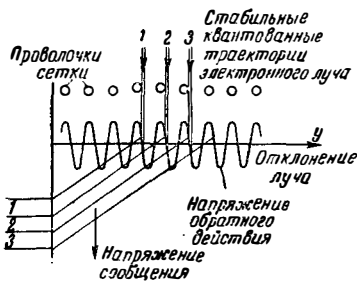 Стабильные
квантованные
траектории
электронного луча
1 2 3
Проволочки
сетки
y
Отклонение
луча
Напряжение
обратного
действия
1
2
3
Напряжение
сообщения